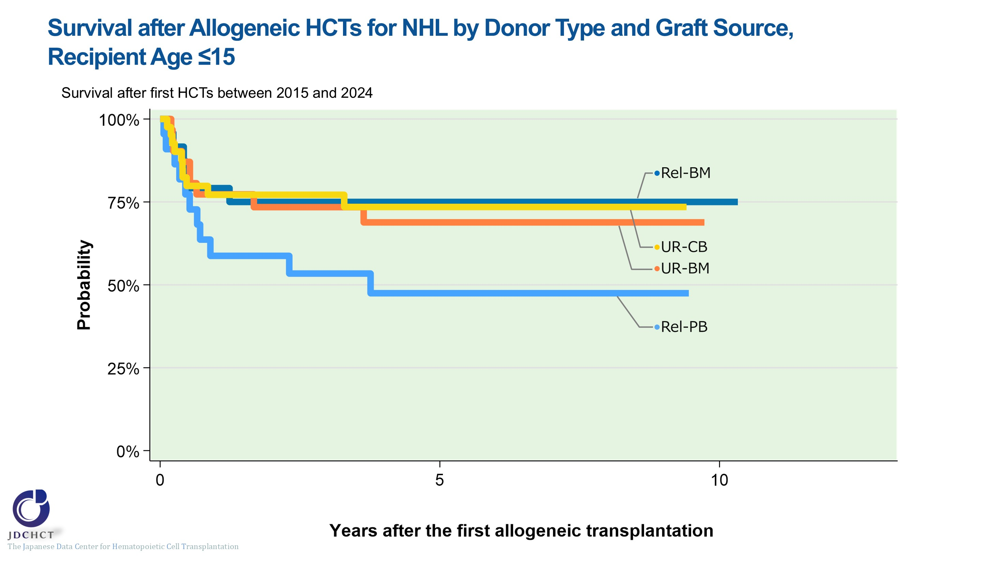 Survival after Allogeneic HCTs for NHL by Donor Type and Graft Source,
Recipient Age ≤15
Survival after first HCTs between 2015 and 2024
100%
75%
50%
25%
0%
Probability
Rel-BM
UR-CB
UR-BM
Rel-PB
0
5
10
Years after the first allogeneic transplantation
JDCHCT
The Japanese Data Center for Hematopoietic Cell Transplantation